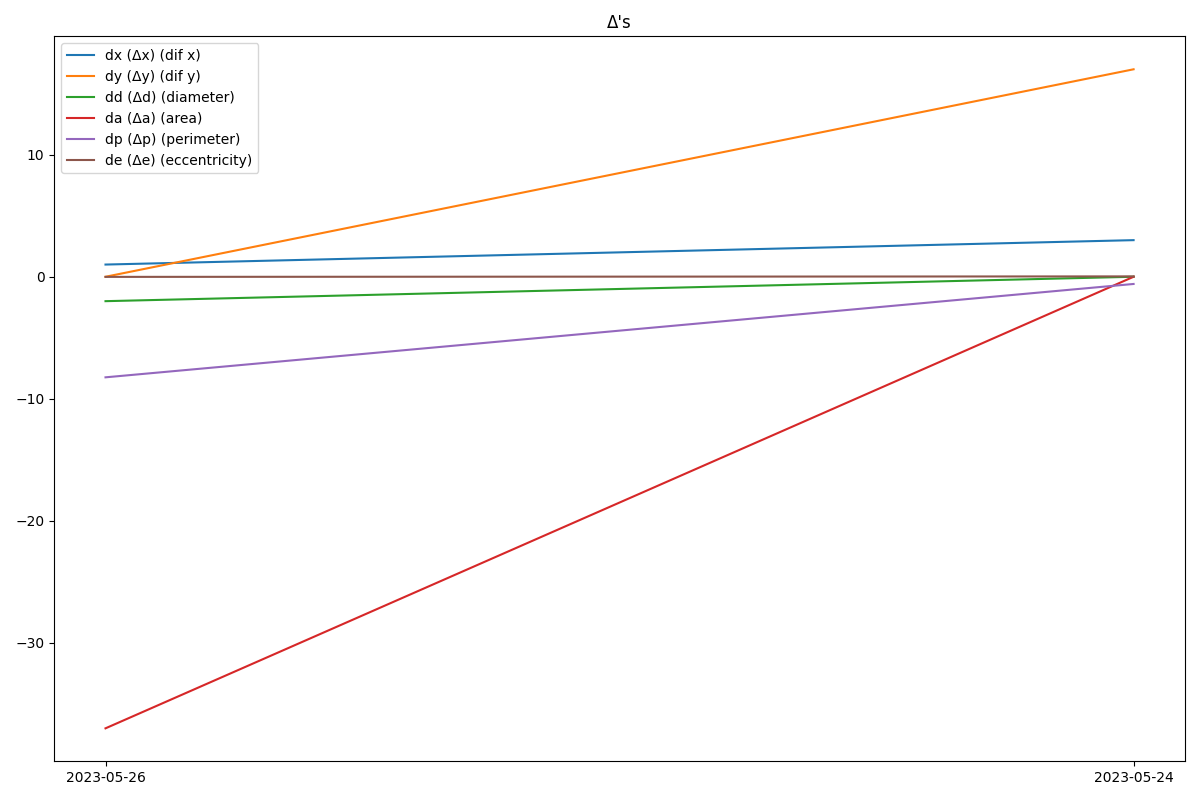 Δ's
dx (Δx) (dif x)
dy (Δy) (dif y)
dd (Δd) (diameter)
da (Δa) (area)
dp (Δp) (perimeter)
de (Δe) (eccentricity)
10
0
−10
−20
−30
2023-05-26
2023-05-24